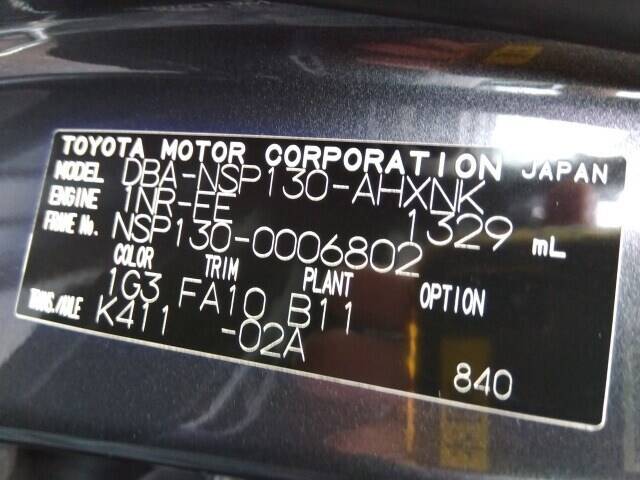 TOYOTA MOTOR CORPORATION JAPAN
MODEL DBA-NSP130-AHXNK
ENGINE 1NR-EE 1329 mL
FRAME No. NSP130-0006802
COLOR TRIM PLANT OPTION
1G3 FA10 B11
TRANS./AXLE K411 -02A
840